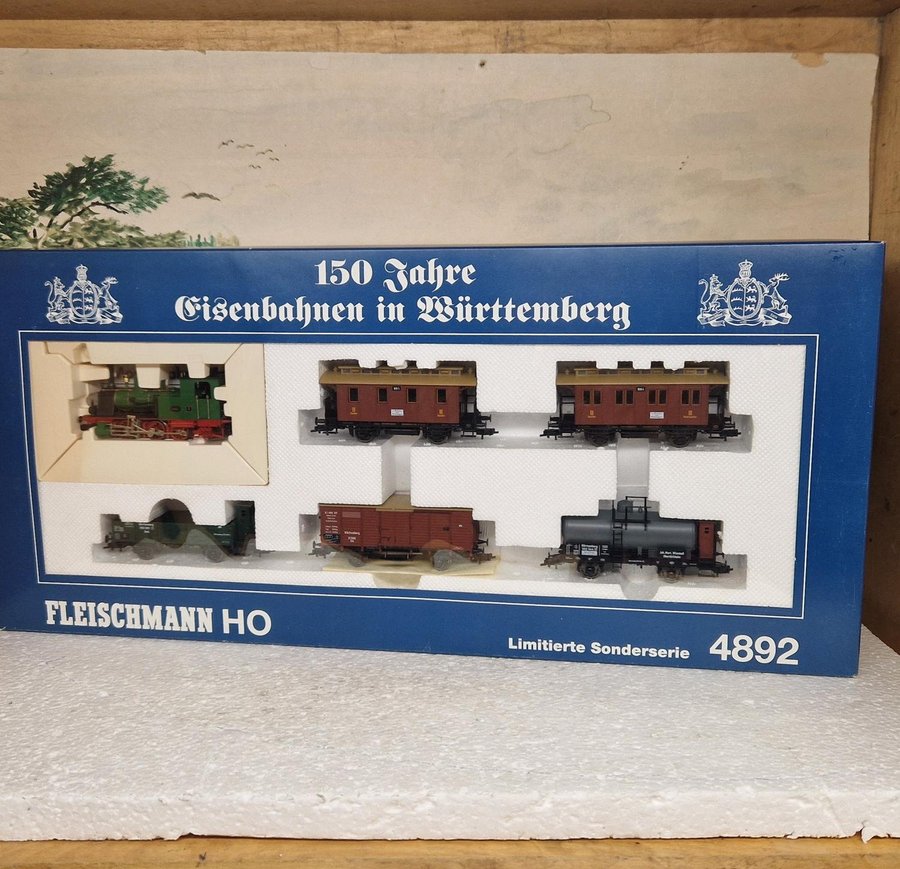 150 Jahre
Eisenbahnen in Württemberg
FLEISCHMANN HO
Limitierte Sonderserie 4892